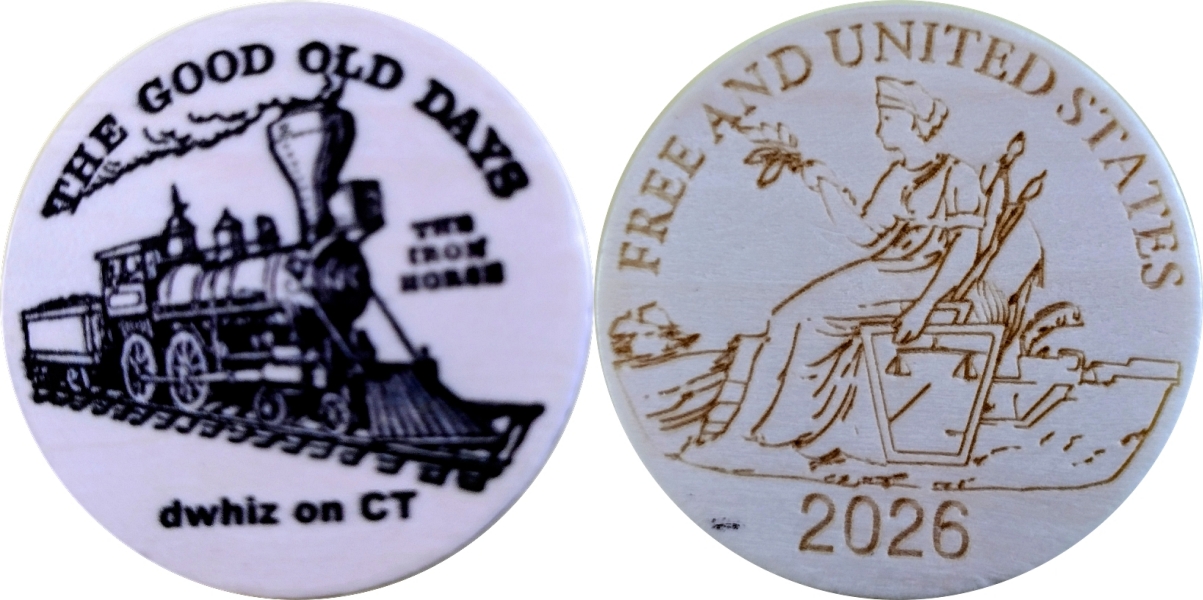 THE GOOD OLD DAYS
THE
IRON
HORSE
dwhiz on CT
FREE AND UNITED STATES
2026